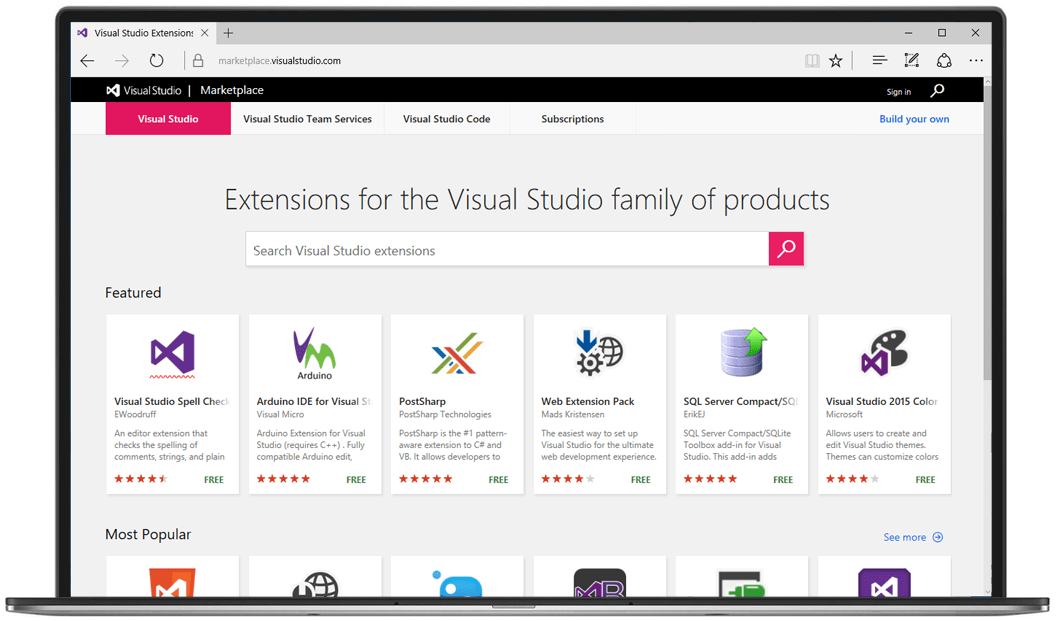 Visual Studio Extensions
marketplace.visualstudio.com
Visual Studio | Marketplace
Sign in
Visual Studio
Visual Studio Team Services
Visual Studio Code
Subscriptions
Build your own
Extensions for the Visual Studio family of products
Search Visual Studio extensions
Featured
Visual Studio Spell Check
EWoodruff
An editor extension that
checks the spelling of
comments, strings, and plain
FREE
Arduino
Arduino IDE for Visual St
Visual Micro
Arduino Extension for Visual
Studio (requires C++) . Fully
compatible Arduino edit,
FREE
PostSharp
PostSharp Technologies
PostSharp is the #1 pattern-
aware extension to C# and
VB. It allows developers to
FREE
Web Extension Pack
Mads Kristensen
The easiest way to set up
Visual Studio for the ultimate
web development experience.
FREE
SQL Server Compact/SQL
ErikEJ
SQL Server Compact/SQLite
Toolbox add-in for Visual
Studio. This add-in adds
FREE
Visual Studio 2015 Color
Microsoft
Allows users to create and
edit Visual Studio themes.
Themes can customize colors
FREE
Most Popular
See more